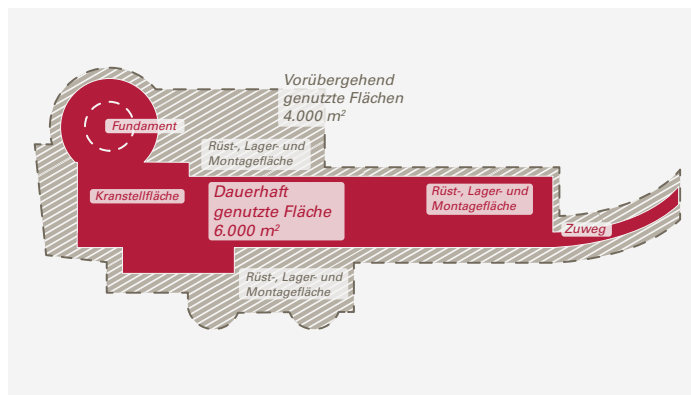 Vorübergehend
genutzte Flächen
4.000 m²
Fundament
Rüst-, Lager- und
Montagefläche
Kranstellfläche
Dauerhaft
genutzte Fläche
6.000 m²
Rüst-, Lager- und
Montagefläche
Zuweg
Rüst-, Lager- und
Montagefläche